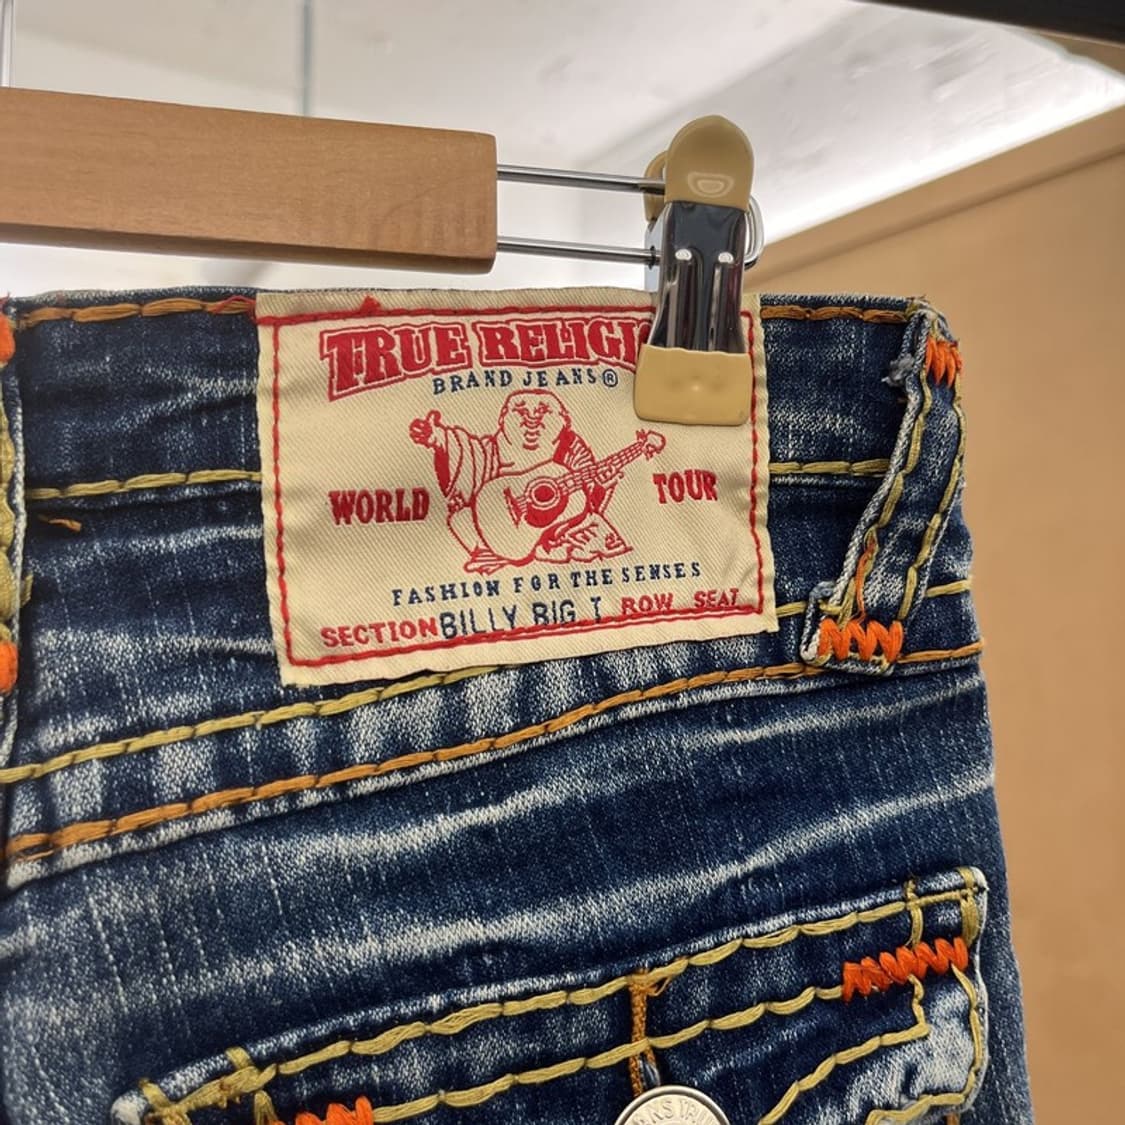 TRUE RELIGI
BRAND JEANS®
WORLD TOUR
FASHION FOR THE SENSES
SECTION BILLY BIG T ROW SEAT